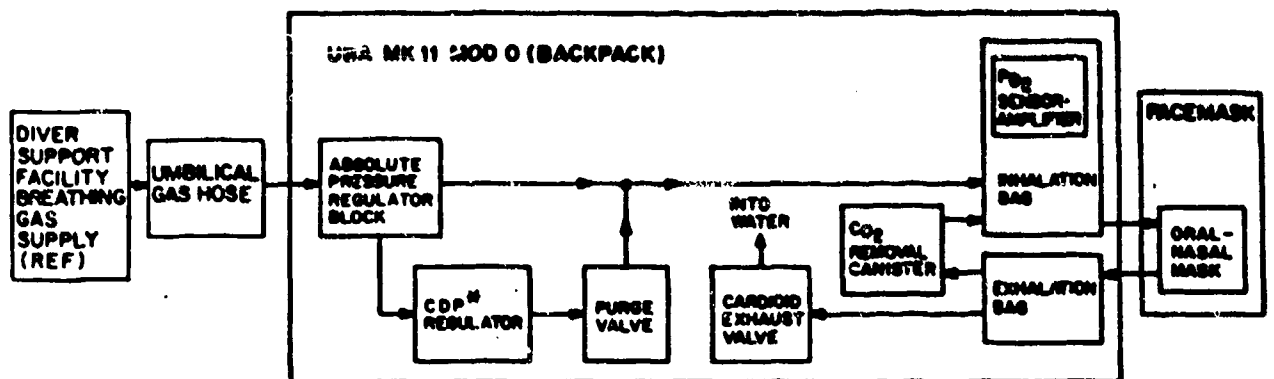 UBA MK 11 MOD 0 (BACKPACK)
DIVER
SUPPORT
FACILITY
BREATHING
GAS
SUPPLY
(REF)
UMBILICAL
GAS HOSE
ABSOLUTE
PRESSURE
REGULATOR
BLOCK
CDP*
REGULATOR
PURGE
VALVE
INTO
WATER
CARDIOID
EXHAUST
VALVE
CO2
REMOVAL
CANISTER
PO2
SENSOR-
AMPLIFIER
INHALATION
BAG
EXHALATION
BAG
FACEMASK
ORAL-
NASAL
MASK